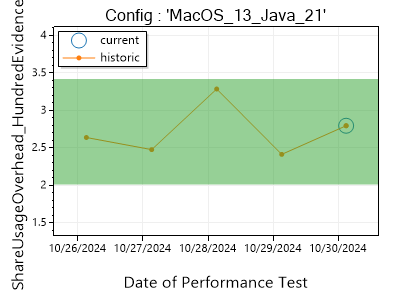 Config : 'MacOS_13_Java_21'
ShareUsageOverhead_HundredEvidence
4
3.5
3
2.5
2
1.5
current
historic
10/26/2024
10/27/2024
10/28/2024
10/29/2024
10/30/2024
Date of Performance Test